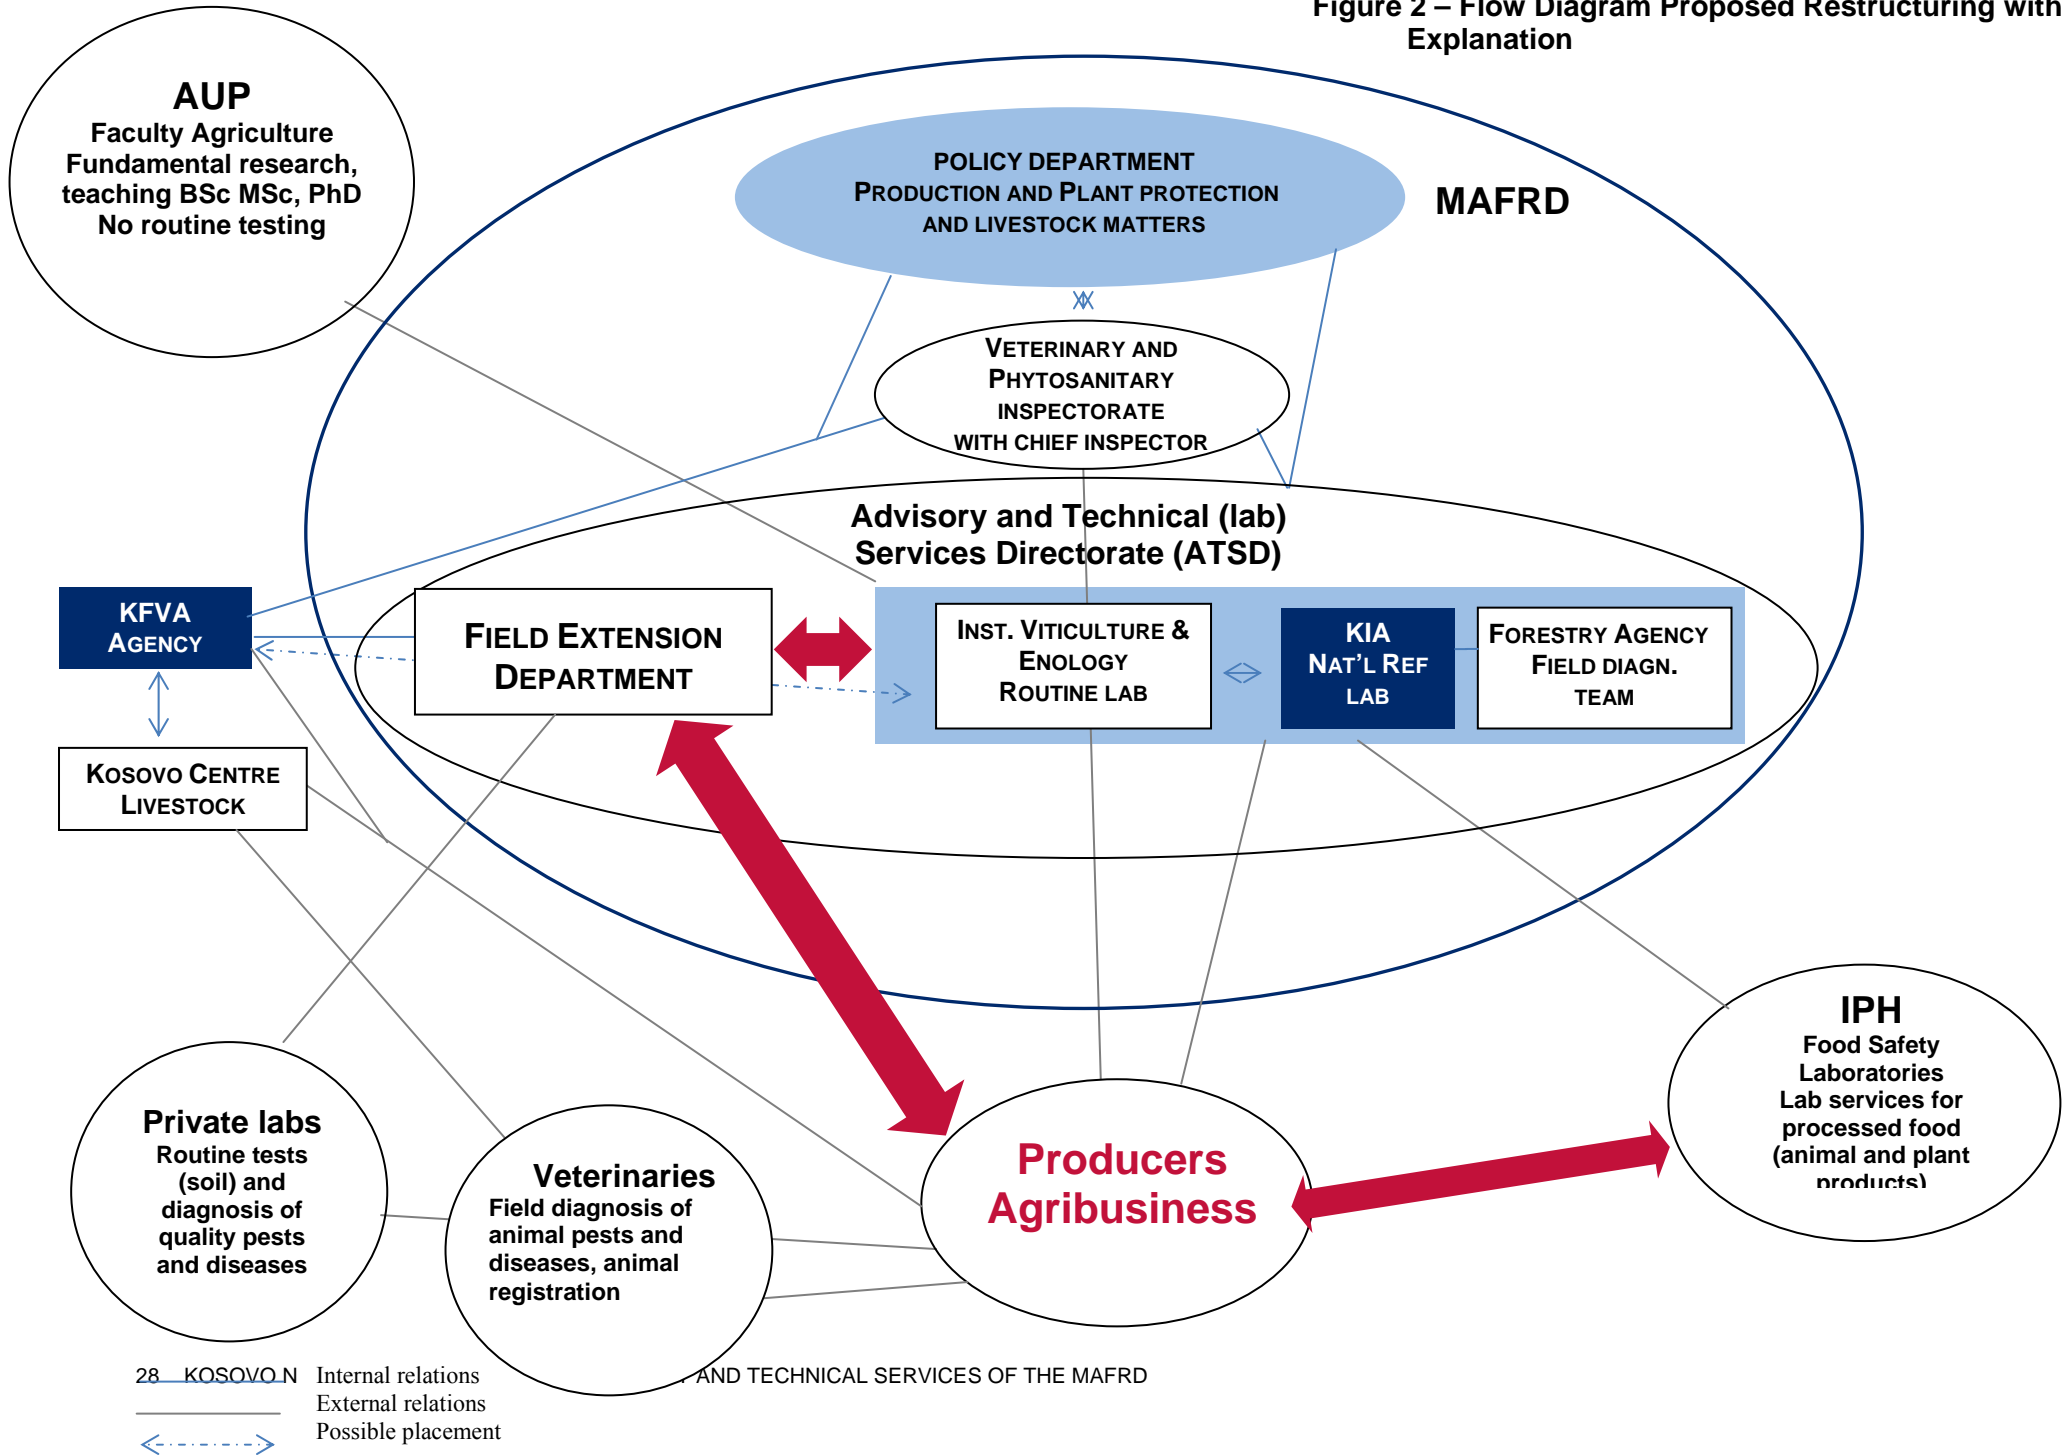 Figure 2 – Flow Diagram Proposed Restructuring with
Explanation
AUP
Faculty Agriculture
Fundamental research,
teaching BSc MSc, PhD
No routine testing
POLICY DEPARTMENT
PRODUCTION AND PLANT PROTECTION
AND LIVESTOCK MATTERS
MAFRD
VETERINARY AND
PHYTOSANITARY
INSPECTORATE
WITH CHIEF INSPECTOR
Advisory and Technical (lab)
Services Directorate (ATSD)
KFVA
AGENCY
FIELD EXTENSION
DEPARTMENT
INST. VITICULTURE &
ENOLOGY
ROUTINE LAB
KIA
NAT'L REF
LAB
FORESTRY AGENCY
FIELD DIAGN.
TEAM
KOSOVO CENTRE
LIVESTOCK
IPH
Food Safety
Laboratories
Lab services for
processed food
(animal and plant
products)
Private labs
Routine tests
(soil) and
diagnosis of
quality pests
and diseases
Veterinaries
Field diagnosis of
animal pests and
diseases, animal
registration
Producers
Agribusiness
28 KOSOVO N
AND TECHNICAL SERVICES OF THE MAFRD
Internal relations
External relations
Possible placement